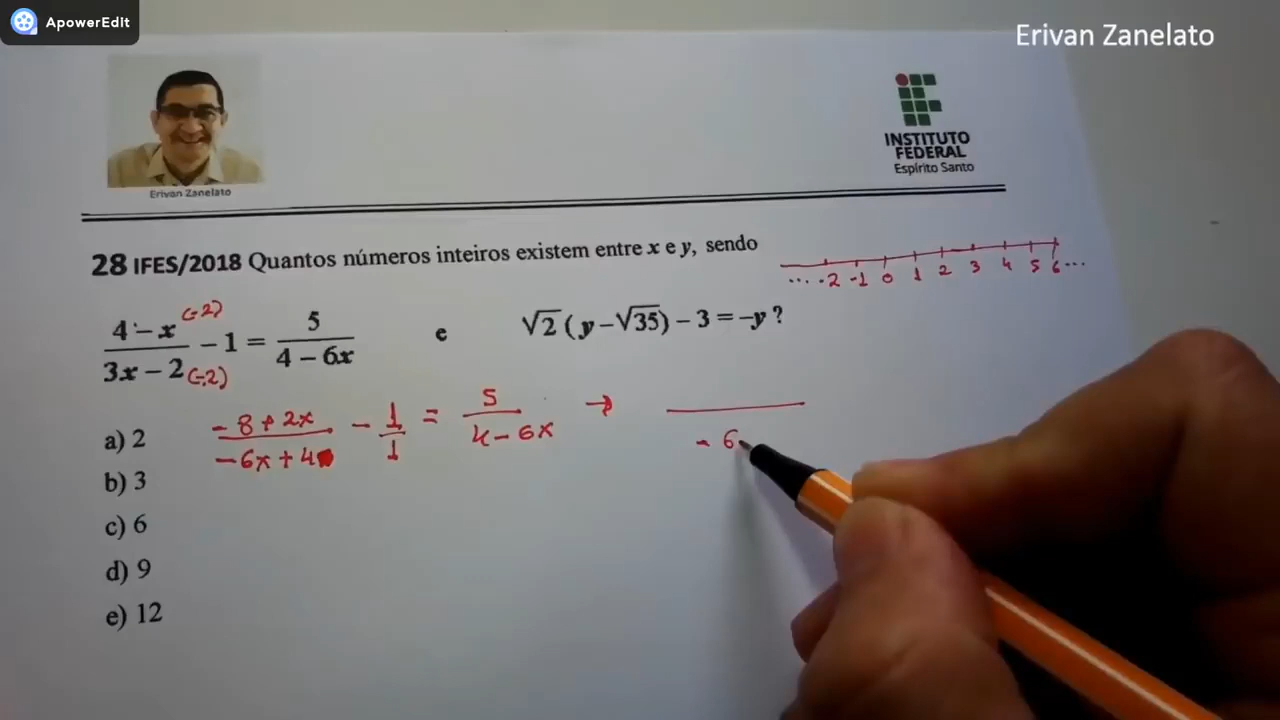 ApowerEdit
Erivan Zanelato
Erivan Zanelato
INSTITUTO
FEDERAL
Espírito Santo
28 IFES/2018 Quantos números inteiros existem entre x e y, sendo
... -2 -1 0 1 2 3 4 5 6 ...
(4 - x)/(3x - 2) - 1 = 5/(4 - 6x) e √2 (y - √35) - 3 = -y ?
(-2)
(-2)
(-8 + 2x)/(-6x + 4) - 1/1 = 5/(4 - 6x) →
- 6
a) 2
b) 3
c) 6
d) 9
e) 12